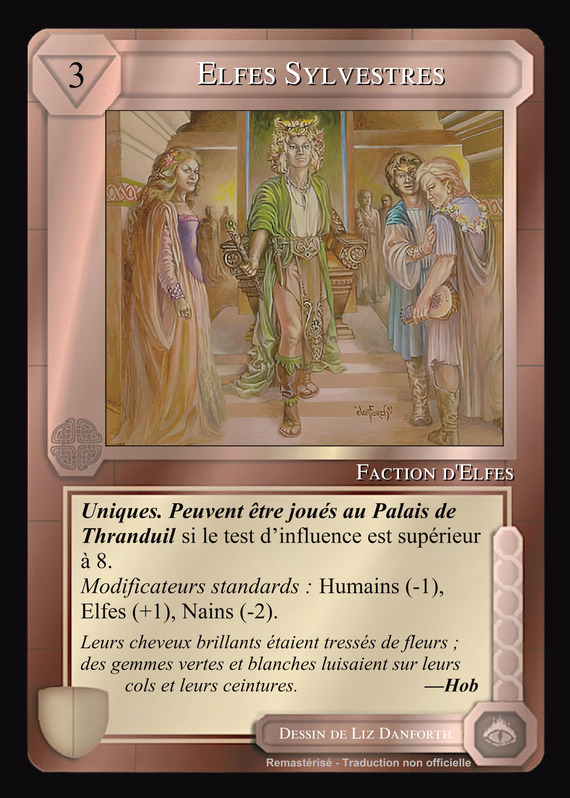 3
Elfes Sylvestres
Danforth
Faction d'Elfes
Uniques. Peuvent être joués au Palais de
Thranduil si le test d'influence est supérieur
à 8.
Modificateurs standards : Humains (-1),
Elfes (+1), Nains (-2).
Leurs cheveux brillants étaient tressés de fleurs ;
des gemmes vertes et blanches luisaient sur leurs
cols et leurs ceintures. —Hob
Dessin de Liz Danforth
Remastérisé - Traduction non officielle